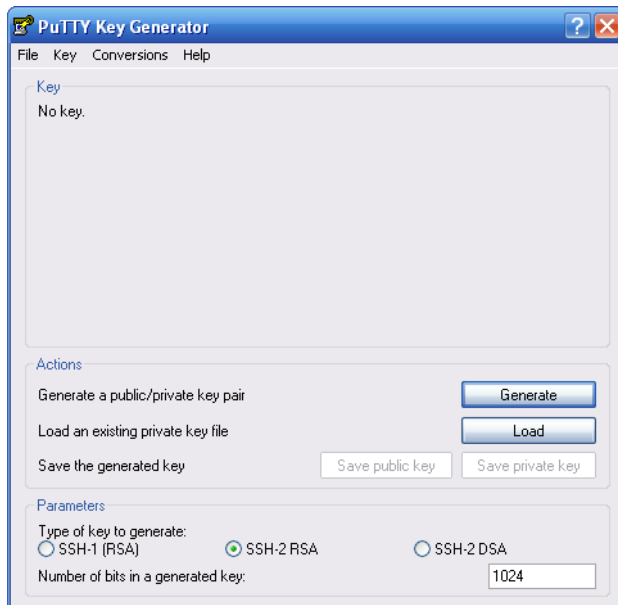 PuTTY Key Generator
File Key Conversions Help
Key
No key.
Actions
Generate a public/private key pair Generate
Load an existing private key file Load
Save the generated key Save public key Save private key
Parameters
Type of key to generate:
SSH-1 (RSA) SSH-2 RSA SSH-2 DSA
Number of bits in a generated key: 1024